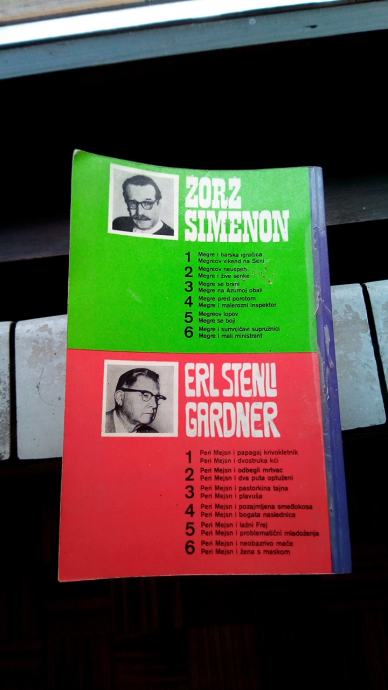 ŽORŽ
SIMENON
1 Megre i barska igračica
Megreov vikend na Seni
2 Megreov neuspeh
Megre i žive senke
3 Megre se brani
Megre na Azurnoj obali
4 Megre pred porotom
Megre i malerozni inspektor
5 Megreov lopov
Megre se boji
6 Megre i sumnjičavi supružnici
Megre i mali ministrant
ERL STENLI
GARDNER
1 Peri Mejsn i papagaj krivokletnik
Peri Mejsn i dvostruka kći
2 Peri Mejsn i odbegli mrtvac
Peri Mejsn i dva puta optuženi
3 Peri Mejsn i pastorkina tajna
Peri Mejsn i plavuša
4 Peri Mejsn i pozajmljena smeđokosa
Peri Mejsn i bogata naslednica
5 Peri Mejsn i lažni Frej
Peri Mejsn i problematični mladoženja
6 Peri Mejsn i neobazrivo mače
Peri Mejsn i žena s maskom